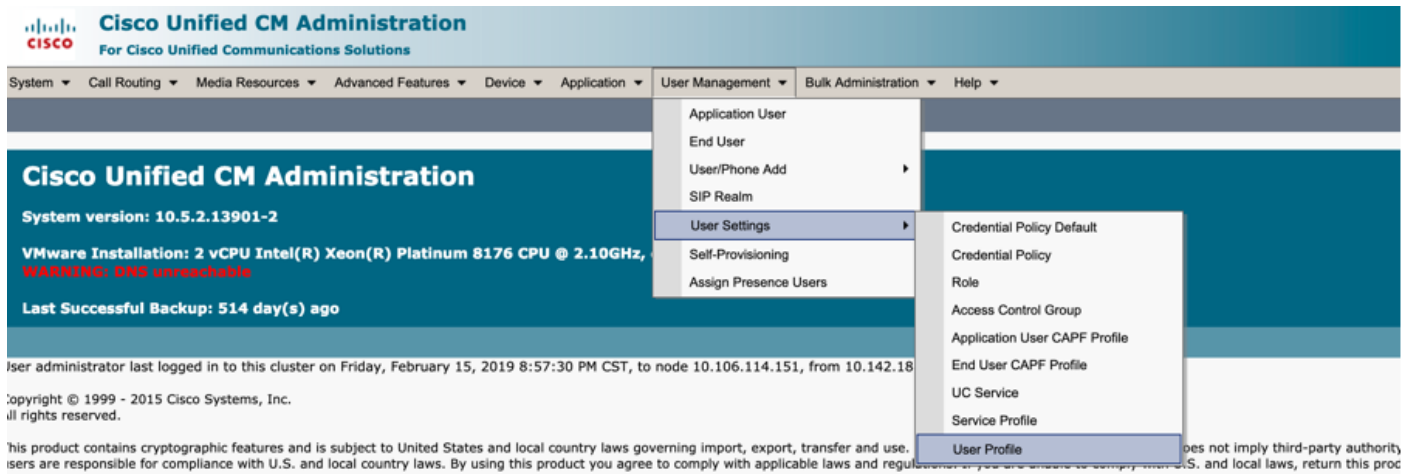 CISCO
Cisco Unified CM Administration
For Cisco Unified Communications Solutions
System Call Routing Media Resources Advanced Features Device Application User Management Bulk Administration Help
Application User
End User
User/Phone Add
SIP Realm
User Settings
Self-Provisioning
Assign Presence Users
Credential Policy Default
Credential Policy
Role
Access Control Group
Application User CAPF Profile
End User CAPF Profile
UC Service
Service Profile
User Profile
Cisco Unified CM Administration
System version: 10.5.2.13901-2
VMware Installation: 2 vCPU Intel(R) Xeon(R) Platinum 8176 CPU @ 2.10GHz,
WARNING: DNS unreachable
Last Successful Backup: 514 day(s) ago
User administrator last logged in to this cluster on Friday, February 15, 2019 8:57:30 PM CST, to node 10.106.114.151, from 10.142.18
Copyright © 1999 - 2015 Cisco Systems, Inc.
All rights reserved.
This product contains cryptographic features and is subject to United States and local country laws governing import, export, transfer and use. oes not imply third-party authority
users are responsible for compliance with U.S. and local country laws. By using this product you agree to comply with applicable laws and U.S. and local laws, return this prod